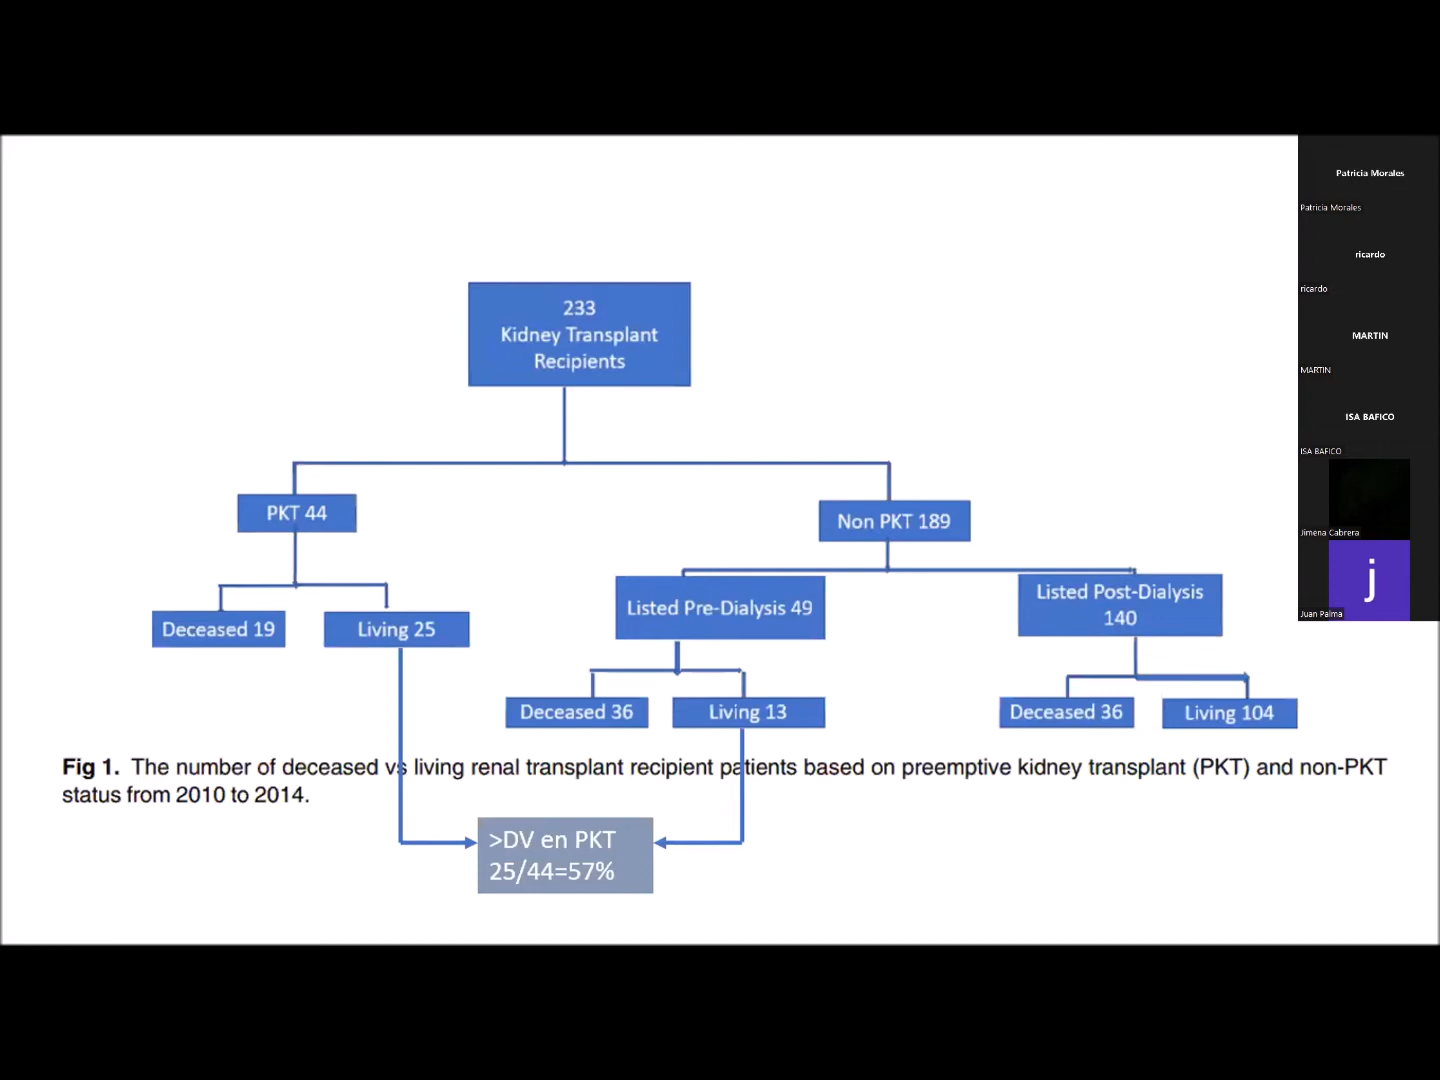 233
Kidney Transplant
Recipients
PKT 44
Non PKT 189
Deceased 19
Living 25
Listed Pre-Dialysis 49
Listed Post-Dialysis
140
Deceased 36
Living 13
Deceased 36
Living 104
Fig 1. The number of deceased vs living renal transplant recipient patients based on preemptive kidney transplant (PKT) and non-PKT
status from 2010 to 2014.
>DV en PKT
25/44=57%
Patricia Morales
Patricia Morales
ricardo
ricardo
MARTIN
MARTIN
ISA BAFICO
ISA BAFICO
Jimena Cabrera
j
Juan Palma